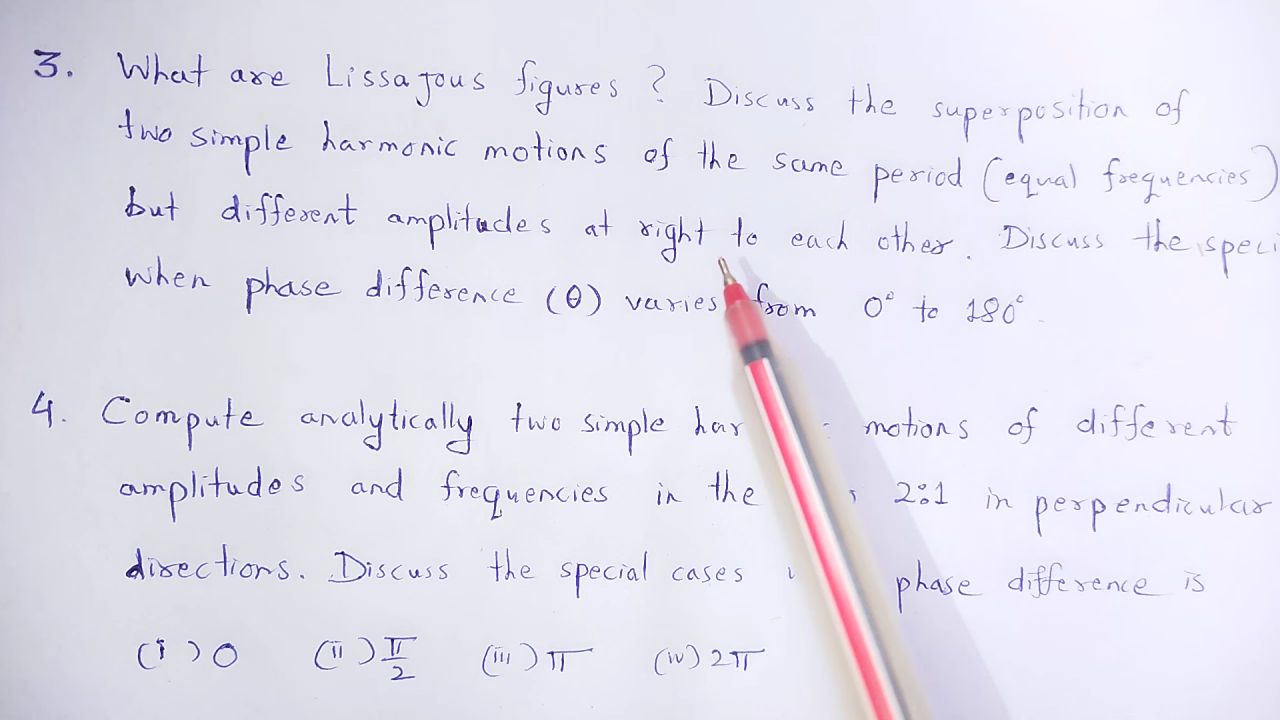 3. What are Lissajous figures ? Discuss the superposition of
two simple harmonic motions of the same period (equal frequencies)
but different amplitudes at right to each other. Discuss the
when phase difference (θ) varies from 0° to 180°.
4. Compute analytically two simple motions of different
amplitudes and frequencies in the 2:1 in perpendicular
directions. Discuss the special cases phase difference is
(i) 0 (ii) π/2 (iii) π (iv) 2π